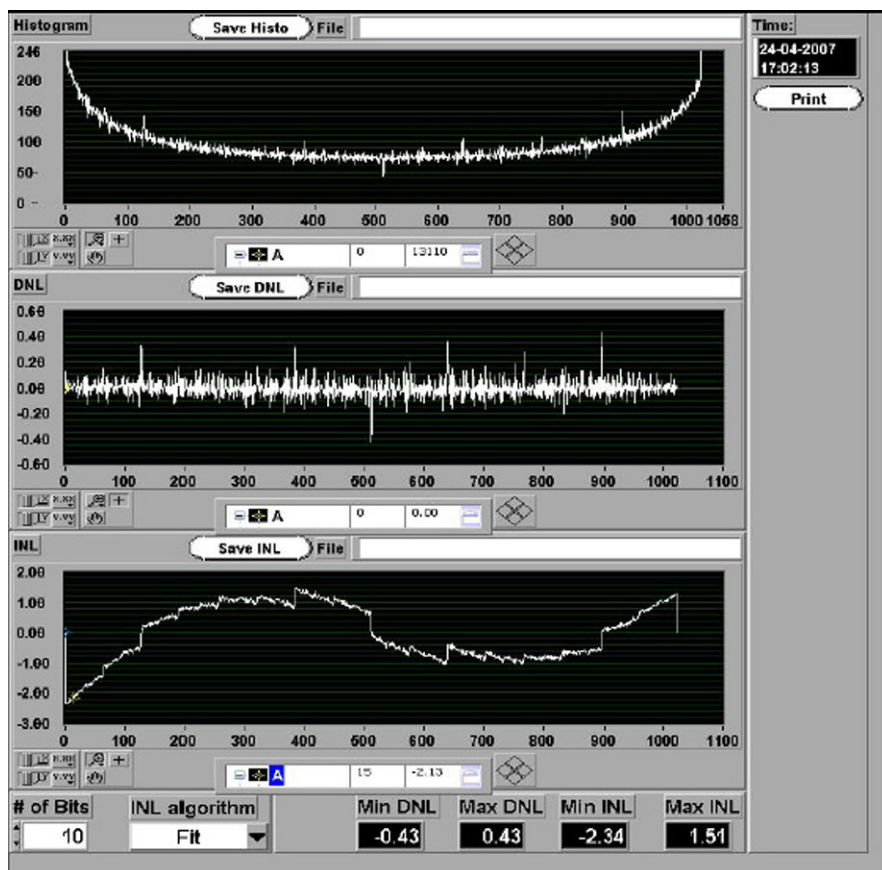 Histogram Save Histo File Time:
24-04-2007
17:02:13
Print
246
200
150
100
50-
0 -
0 100 200 300 400 500 600 700 800 900 1000 1058
A 0 13110
DNL Save DNL File
0.60
0.40
0.20
0.00
-0.20
-0.40
-0.60
0 100 200 300 400 500 600 700 800 900 1000 1100
A 0 0.00
INL Save INL File
2.00
1.00
0.00
-1.00
-2.00
-3.00
0 100 200 300 400 500 600 700 800 900 1000 1100
A 15 -2.13
# of Bits INL algorithm Min DNL Max DNL Min INL Max INL
10 Fit -0.43 0.43 -2.34 1.51